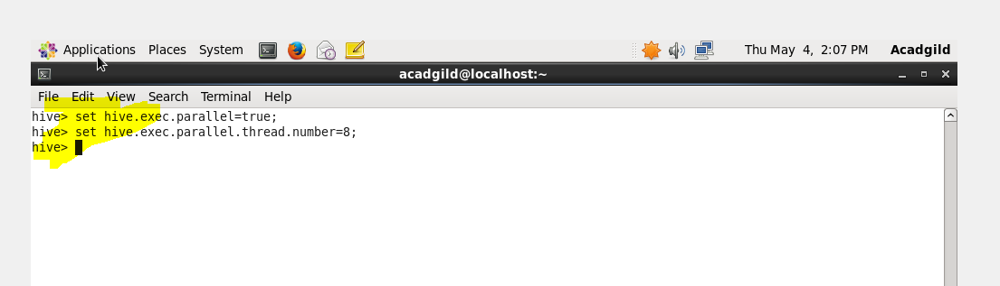 Applications Places System Thu May 4, 2:07 PM Acadgild
acadgild@localhost:~
File Edit View Search Terminal Help
hive> set hive.exec.parallel=true;
hive> set hive.exec.parallel.thread.number=8;
hive>